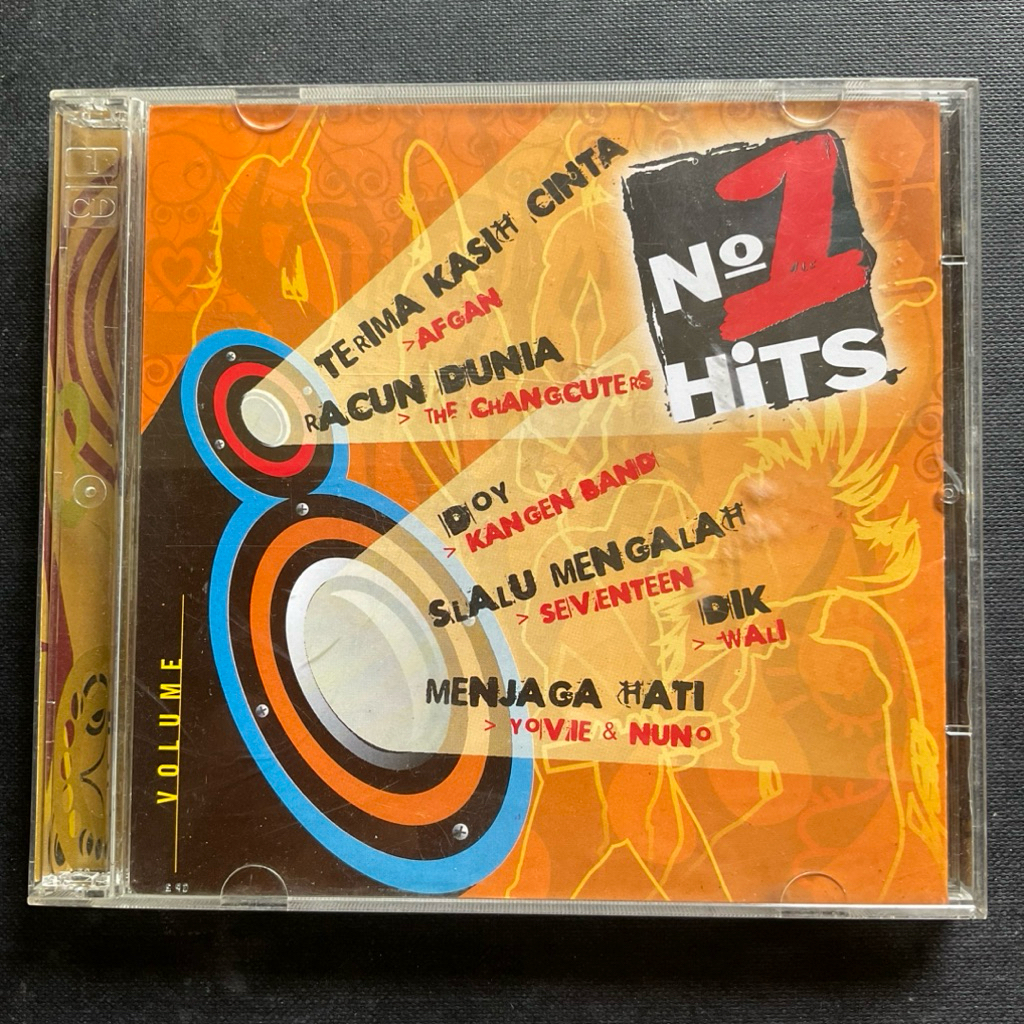 TERIMA KASIH CINTA
>AFGAN
RACUN DUNIA
> THE CHANGCUTERS
No 1
HiTS
DOY
> KANGEN BAND
SLALU MENGALAH
> SEVENTEEN
DIK
> WALI
MENJAGA HATI
> YOVIE & NUNO
VOLUME
CD